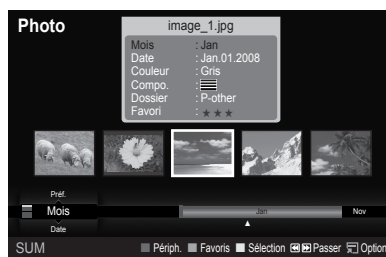 Photo
image_1.jpg
Mois : Jan
Date : Jan.01.2008
Couleur : Gris
Compo. :
Dossier : P-other
Favori : ★ ★ ★
Préf.
Mois
Jan
Nov
Date
SUM
Périph. Favoris Sélection Passer Option